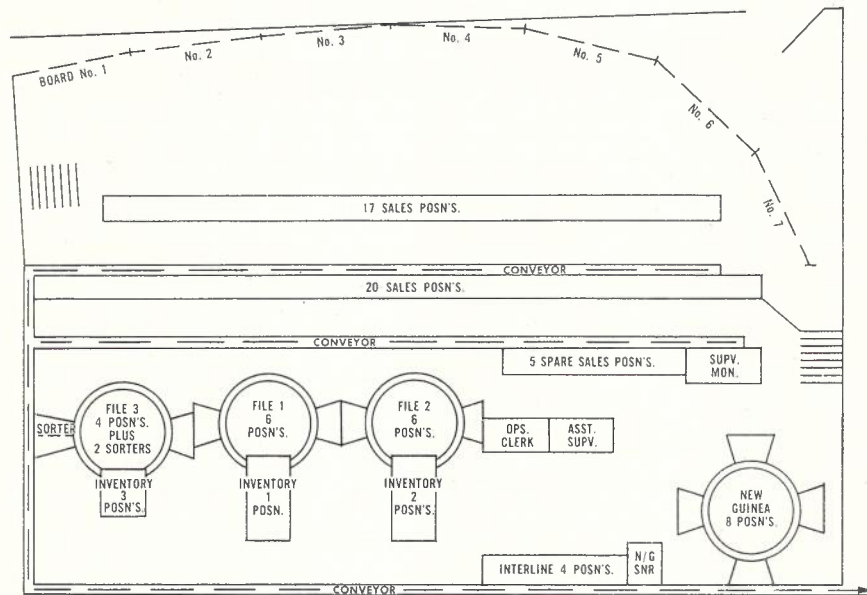 BOARD No. 1
No. 2
No. 3
No. 4
No. 5
No. 6
No. 7
17 SALES POSN'S.
CONVEYOR
20 SALES POSN'S.
CONVEYOR
5 SPARE SALES POSN'S.
SUPV.
MON.
SORTER
FILE 3
4 POSN'S.
PLUS
2 SORTERS
INVENTORY
3
POSN'S.
FILE 1
6
POSN'S.
INVENTORY
1
POSN.
FILE 2
6
POSN'S.
INVENTORY
2
POSN'S.
OPS.
CLERK
ASST.
SUPV.
NEW
GUINEA
8 POSN'S.
INTERLINE 4 POSN'S.
N/G
SNR
CONVEYOR